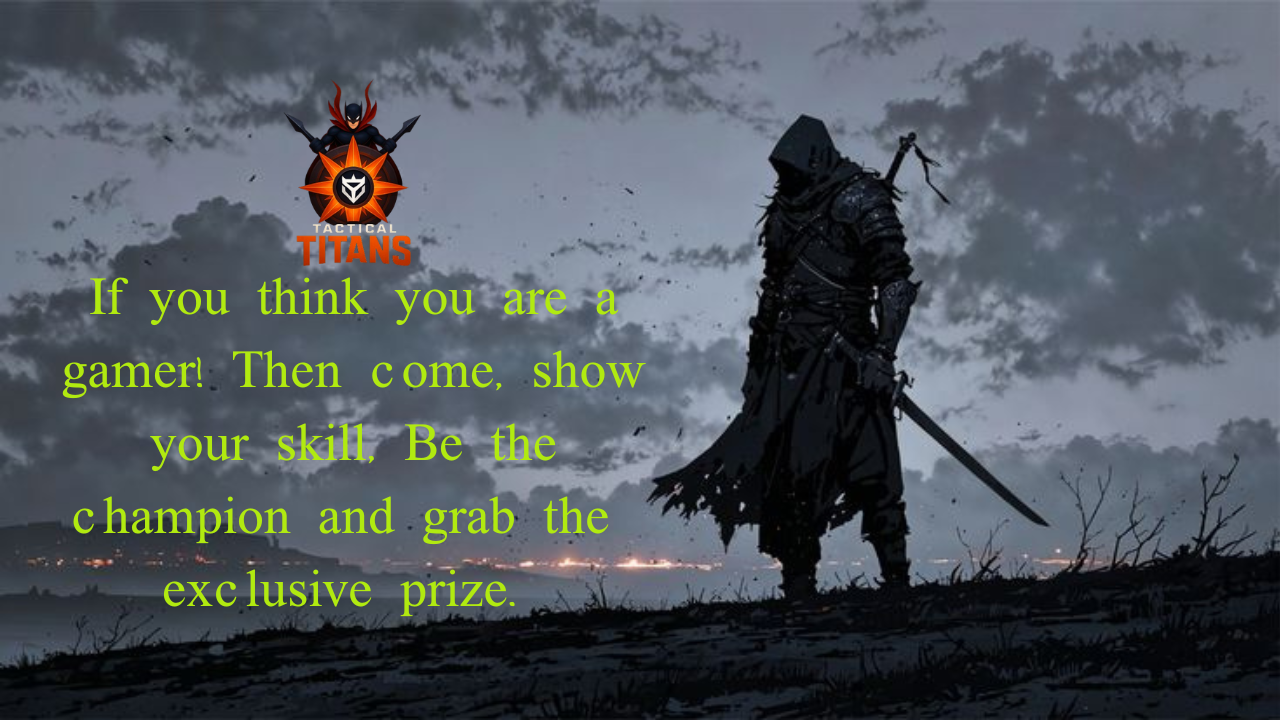 TACTICAL
TITANS
If you think you are a
gamer! Then come, show
your skill, Be the
champion and grab the
exclusive prize.